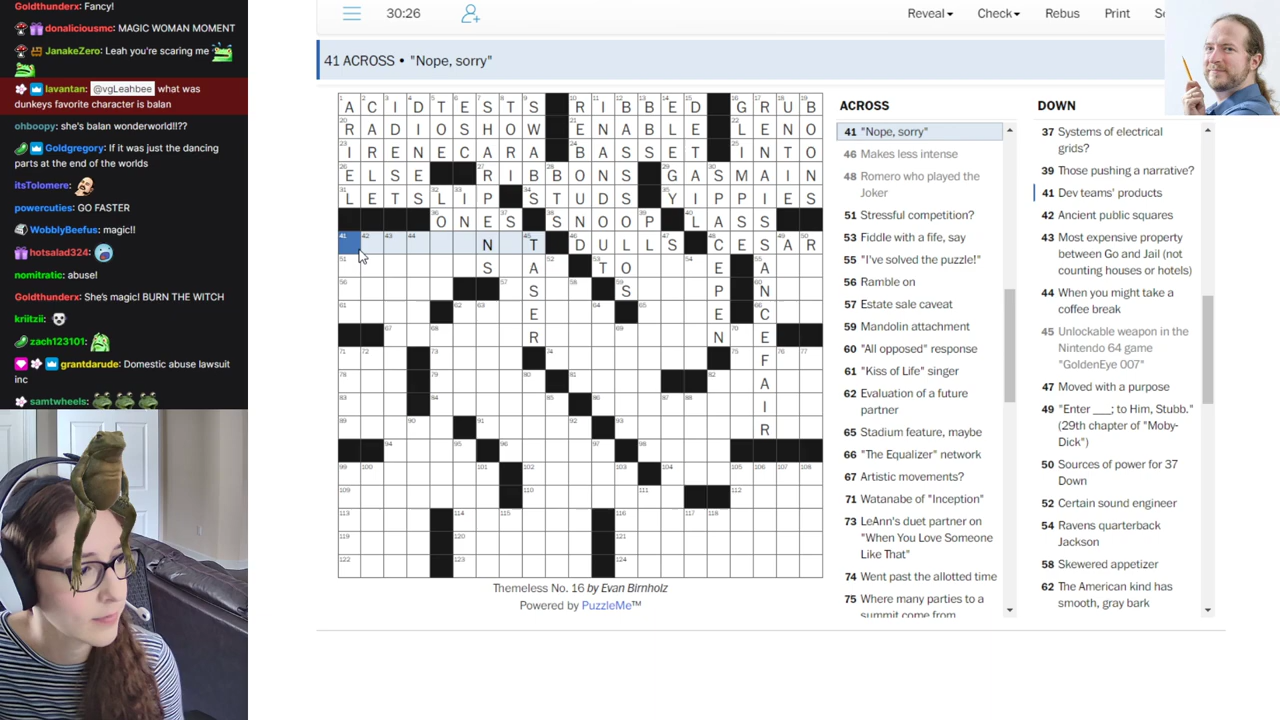 Goldthunderx: Fancy!
donaliciousmc: MAGIC WOMAN MOMENT
JanakeZero: Leah you're scaring me
lavantan: @vgLeahbee what was
dunkeys favorite character is balan
ohboopy: she's balan wonderworld!!??
Goldgregory: If it was just the dancing
parts at the end of the worlds
itsTolomere:
powercuties: GO FASTER
WobblyBeefus: magic!!
hotsalad324:
nomitratic: abuse!
Goldthunderx: She's magic! BURN THE WITCH
kriitzii:
zach123101:
grantdarude: Domestic abuse lawsuit
inc
samtwheels:
30:26
Reveal
Check
Rebus
Print
41 ACROSS • "Nope, sorry"
A C I D T E S T S R I B B E D G R U B
R A D I O S H O W E N A B L E L E N O
I R E N E C A R A B A S S E T I N T O
E L S E R I B B O N S G A S M A I N
L E T S L I P S T U D S Y I P P I E S
O N E S S N O O P L A S S
N T D U L L S C E S A R
S A T O E A
S S P N
E E C
R N E
F
A
I
R
Themeless No. 16 by Evan Birnholz
Powered by PuzzleMe™
ACROSS
41 "Nope, sorry"
46 Makes less intense
48 Romero who played the
Joker
51 Stressful competition?
53 Fiddle with a fife, say
55 "I've solved the puzzle!"
56 Ramble on
57 Estate sale caveat
59 Mandolin attachment
60 "All opposed" response
61 "Kiss of Life" singer
62 Evaluation of a future
partner
65 Stadium feature, maybe
66 "The Equalizer" network
67 Artistic movements?
71 Watanabe of "Inception"
73 LeAnn's duet partner on
"When You Love Someone
Like That"
74 Went past the allotted time
75 Where many parties to a
summit come from
DOWN
37 Systems of electrical
grids?
39 Those pushing a narrative?
41 Dev teams' products
42 Ancient public squares
43 Most expensive property
between Go and Jail (not
counting houses or hotels)
44 When you might take a
coffee break
45 Unlockable weapon in the
Nintendo 64 game
"GoldenEye 007"
47 Moved with a purpose
49 "Enter ___; to Him, Stubb."
(29th chapter of "Moby-
Dick")
50 Sources of power for 37
Down
52 Certain sound engineer
54 Ravens quarterback
Jackson
58 Skewered appetizer
62 The American kind has
smooth, gray bark